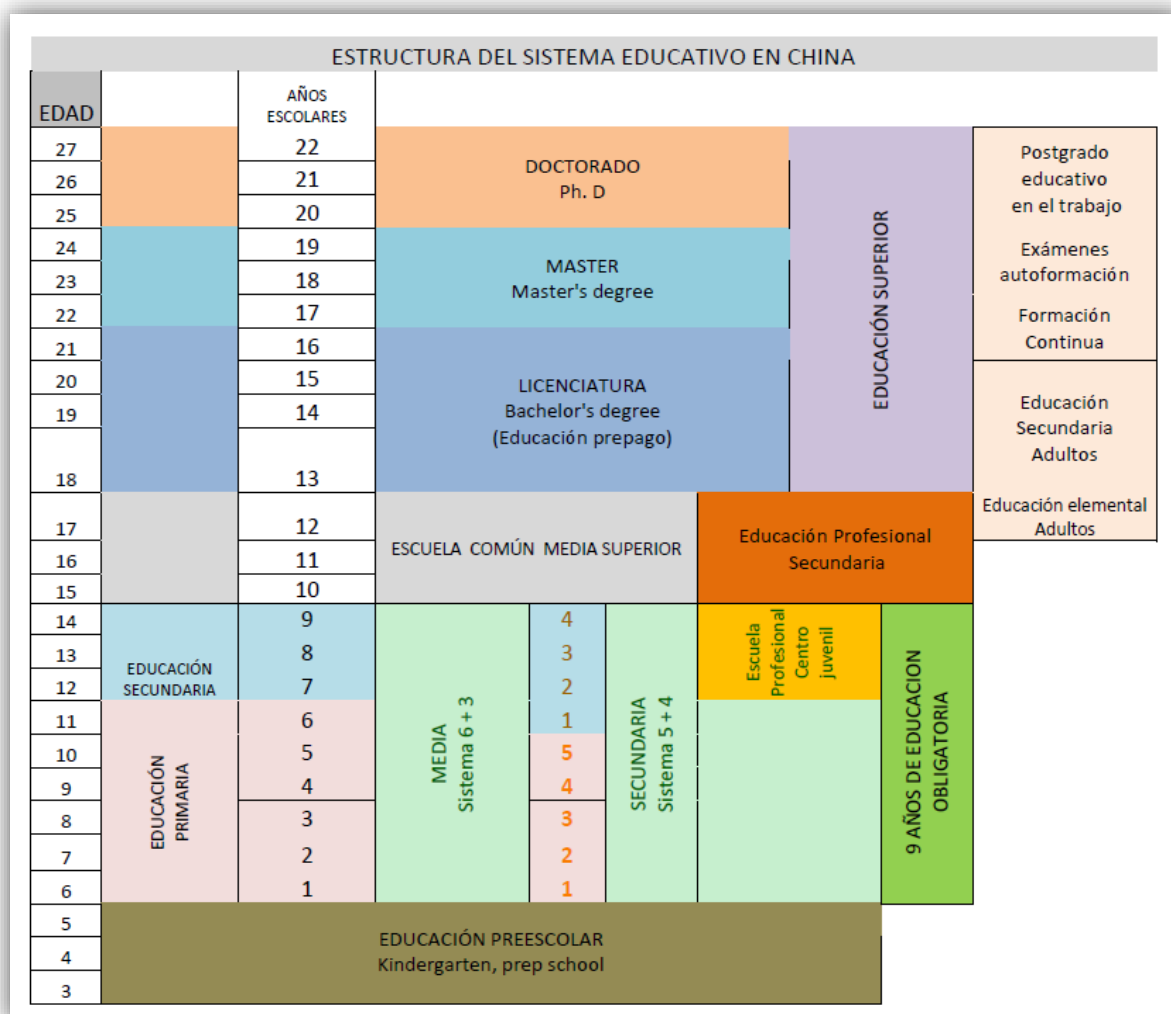 ESTRUCTURA DEL SISTEMA EDUCATIVO EN CHINA
EDAD
AÑOS
ESCOLARES
27
22
26
21
25
20
24
19
23
18
22
17
21
16
20
15
19
14
18
13
17
12
16
11
15
10
14
9
13
8
12
7
11
6
10
5
9
4
8
3
7
2
6
1
5
4
3
DOCTORADO
Ph. D
MASTER
Master's degree
LICENCIATURA
Bachelor's degree
(Educación prepago)
EDUCACIÓN SUPERIOR
Postgrado
educativo
en el trabajo
Exámenes
autoformación
Formación
Continua
Educación
Secundaria
Adultos
Educación elemental
Adultos
ESCUELA COMÚN MEDIA SUPERIOR
Educación Profesional
Secundaria
EDUCACIÓN
SECUNDARIA
EDUCACIÓN
PRIMARIA
MEDIA
Sistema 6 + 3
4
3
2
1
5
4
3
2
1
SECUNDARIA
Sistema 5 + 4
Escuela
Profesional
Centro
juvenil
9 AÑOS DE EDUCACION
OBLIGATORIA
EDUCACIÓN PREESCOLAR
Kindergarten, prep school